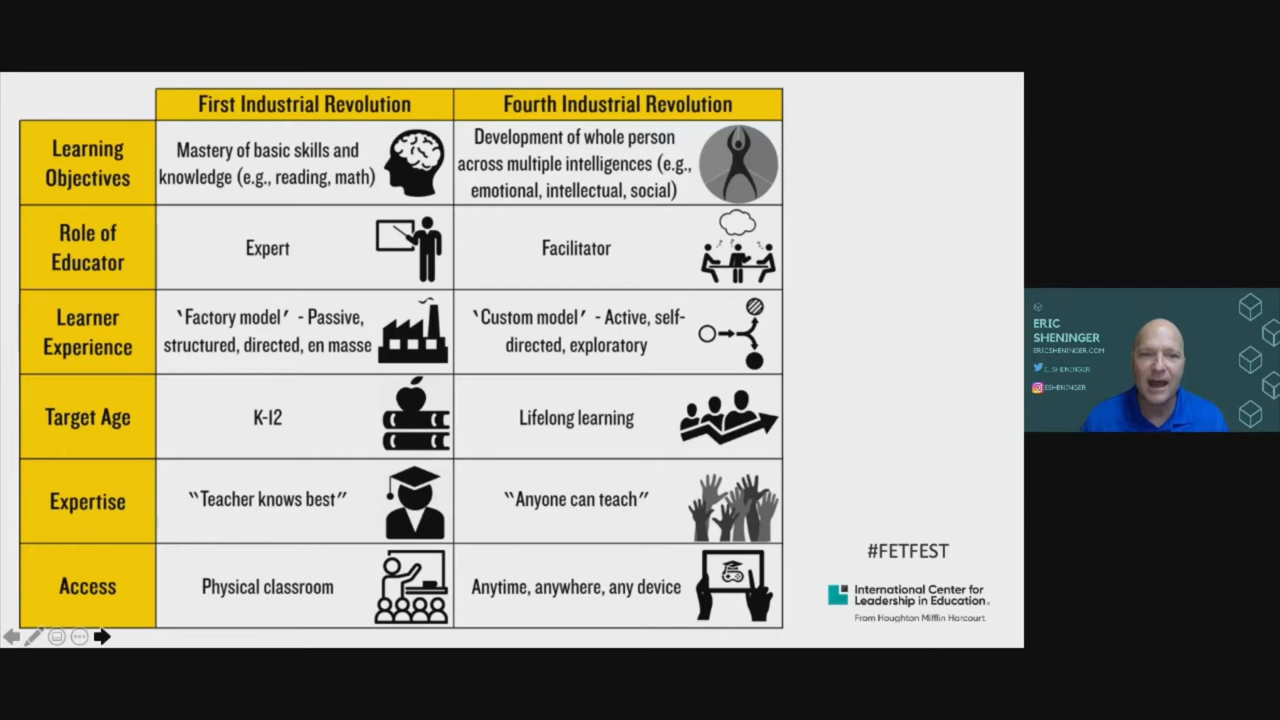 First Industrial Revolution
Fourth Industrial Revolution
Learning
Objectives
Mastery of basic skills and
knowledge (e.g., reading, math)
Development of whole person
across multiple intelligences (e.g.,
emotional, intellectual, social)
Role of
Educator
Expert
Facilitator
Learner
Experience
‵Factory model′ - Passive,
structured, directed, en masse
‵Custom model′ - Active, self-
directed, exploratory
Target Age
K-12
Lifelong learning
Expertise
‶Teacher knows best″
‶Anyone can teach″
Access
Physical classroom
Anytime, anywhere, any device
#FETFEST
International Center for
Leadership in Education.
From Houghton Mifflin Harcourt
ERIC
SHENINGER
ERICSHENINGER.COM
E_SHENINGER
ESHENINGER